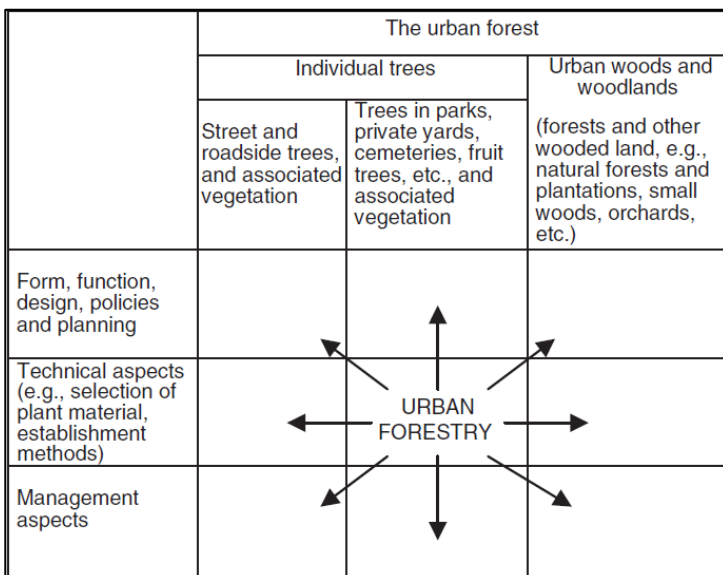 The urban forest
Individual trees
Urban woods and
woodlands
(forests and other
wooded land, e.g.,
natural forests and
plantations, small
woods, orchards,
etc.)
Street and
roadside trees,
and associated
vegetation
Trees in parks,
private yards,
cemeteries, fruit
trees, etc., and
associated
vegetation
Form, function,
design, policies
and planning
Technical aspects
(e.g., selection of
plant material,
establishment
methods)
URBAN
FORESTRY
Management
aspects